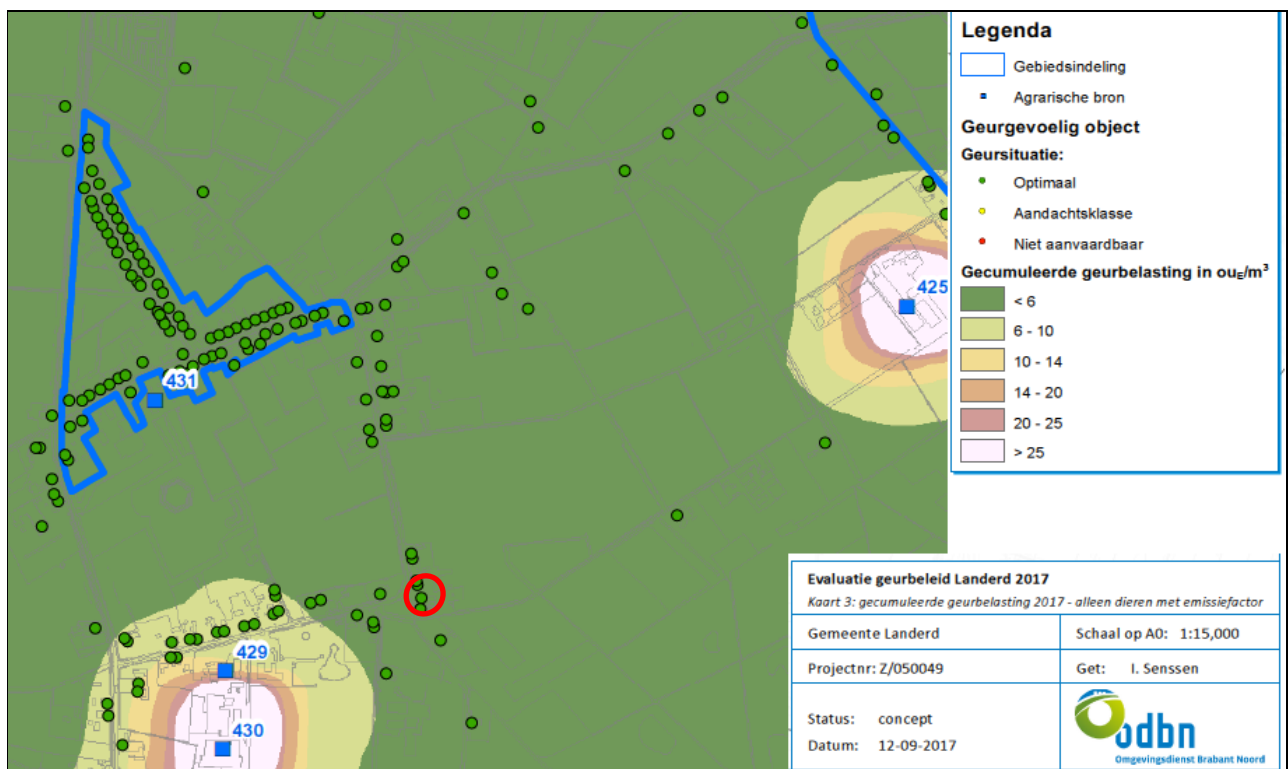 Legenda
Gebiedsindeling
Agrarische bron
Geurgevoelig object
Geursituatie:
Optimaal
Aandachtsklasse
Niet aanvaardbaar
Gecumuleerde geurbelasting in ouE/m³
< 6
6 - 10
10 - 14
14 - 20
20 - 25
> 25
425
431
429
430
Evaluatie geurbeleid Landerd 2017
Kaart 3: gecumuleerde geurbelasting 2017 - alleen dieren met emissiefactor
Gemeente Landerd
Schaal op A0: 1:15,000
Projectnr: Z/050049
Get: I. Senssen
Status: concept
Datum: 12-09-2017
odbn
Omgevingsdienst Brabant Noord